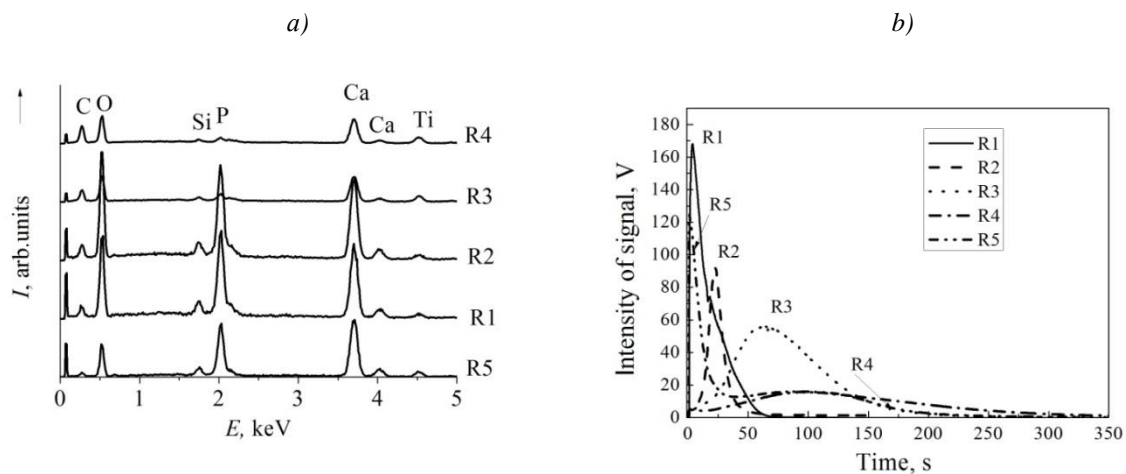 a)
b)
I, arb.units
C
O
Si
P
Ca
Ca
Ti
R4
R3
R2
R1
R5
0
1
2
3
4
5
E, keV
Intensity of signal, V
180
160
140
120
100
80
60
40
20
0
R1
R5
R2
R3
R4
R1
R2
R3
R4
R5
0
50
100
150
200
250
300
350
Time, s